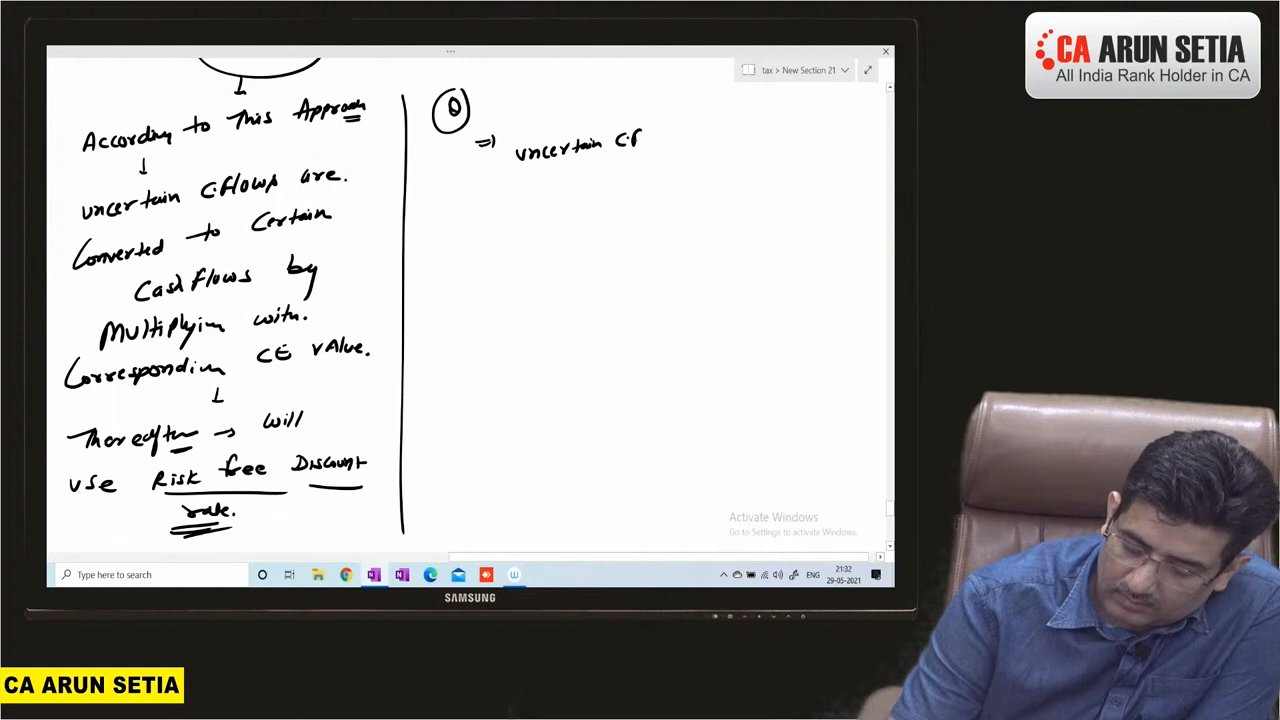 CA ARUN SETIA
All India Rank Holder in CA
tax > New Section 21
According to This Approach
uncertain C.flows are.
Converted to Certain
Cash flows by
Multiplying with.
Corresponding CE value.
Thereafter → will
use Risk free Discount
rate.
Q
⇒ uncertain C.F
Activate Windows
Go to Settings to activate Windows.
Type here to search
ENG
21:32
29-05-2021
SAMSUNG
CA ARUN SETIA